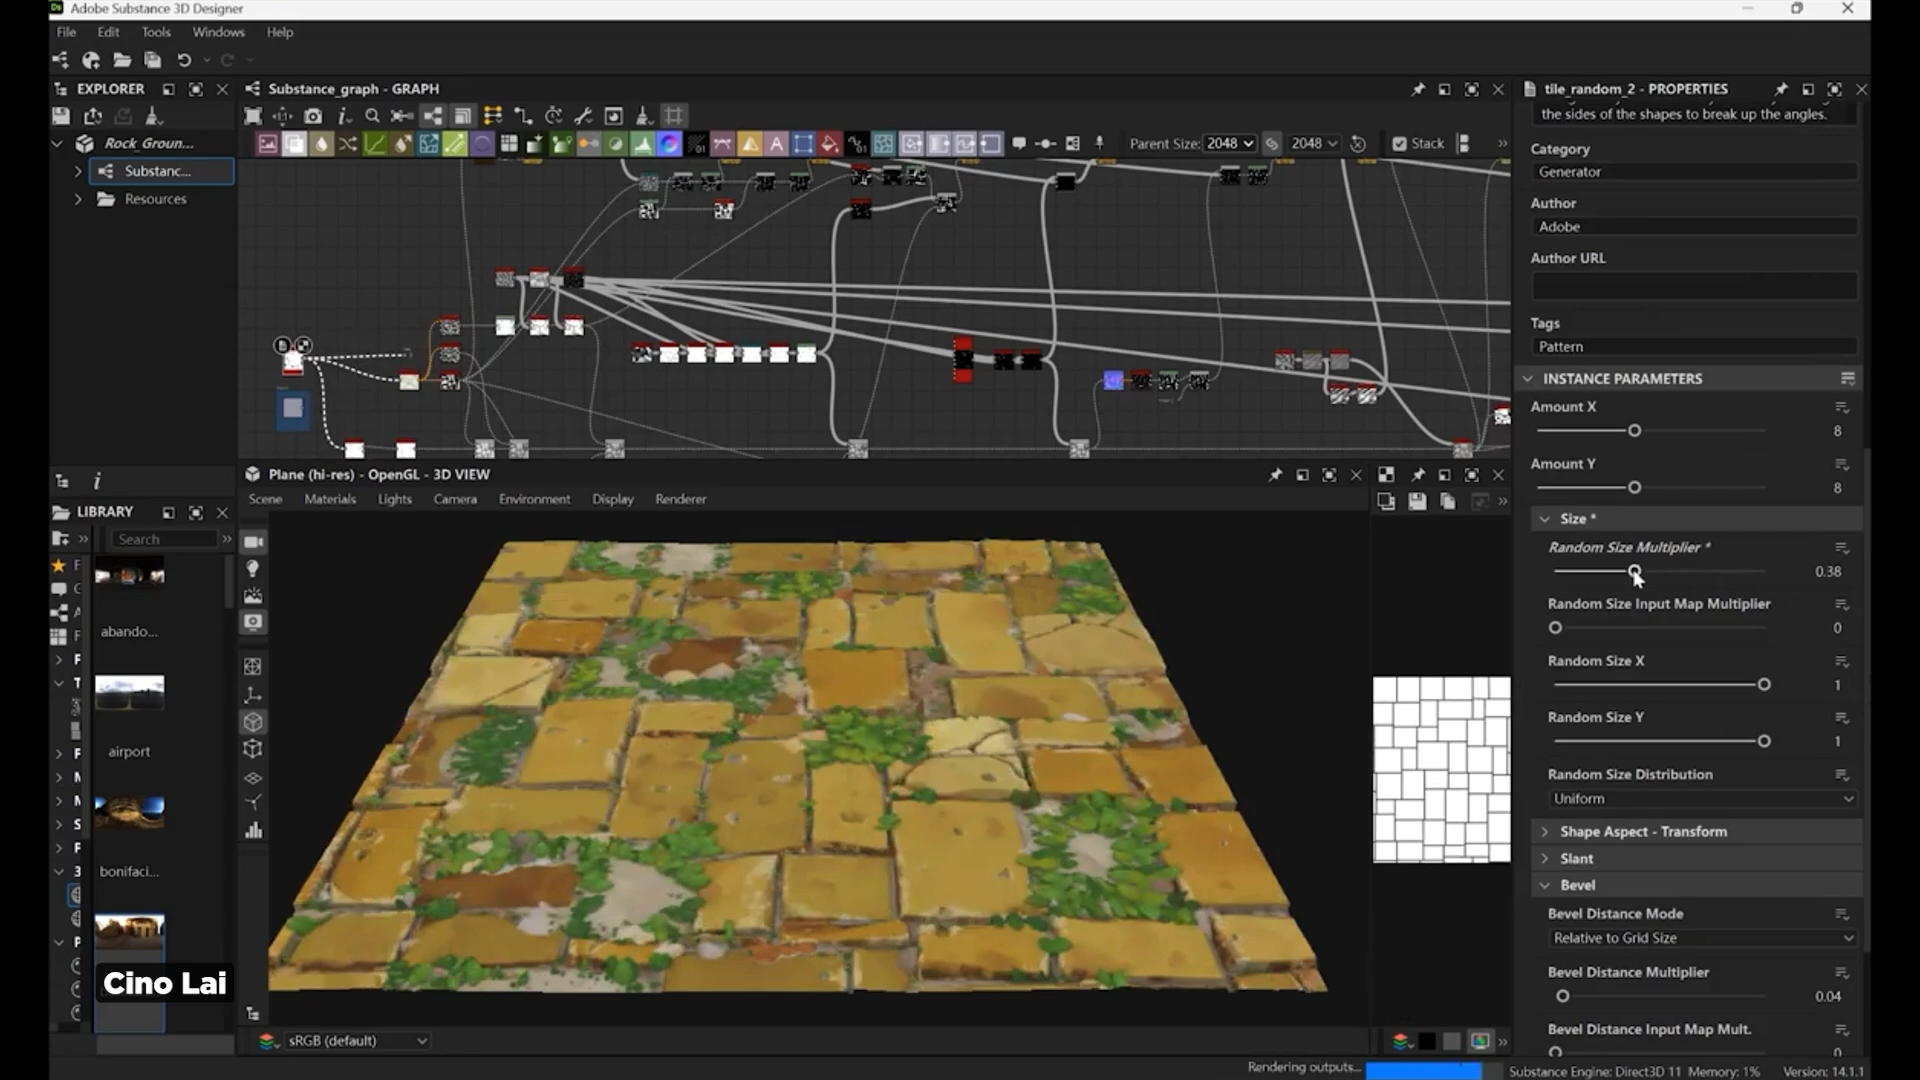 Adobe Substance 3D Designer
File Edit Tools Windows Help
EXPLORER
Rock_Groun...
Substanc...
Resources
Substance_graph - GRAPH
Parent Size: 2048 2048 Stack
LIBRARY
Search
abando...
airport
bonifaci...
Cino Lai
Plane (hi-res) - OpenGL - 3D VIEW
Scene Materials Lights Camera Environment Display Renderer
sRGB (default)
tile_random_2 - PROPERTIES
the sides of the shapes to break up the angles.
Category
Generator
Author
Adobe
Author URL
Tags
Pattern
INSTANCE PARAMETERS
Amount X
8
Amount Y
8
Size *
Random Size Multiplier *
0.38
Random Size Input Map Multiplier
0
Random Size X
1
Random Size Y
1
Random Size Distribution
Uniform
Shape Aspect - Transform
Slant
Bevel
Bevel Distance Mode
Relative to Grid Size
Bevel Distance Multiplier
0.04
Bevel Distance Input Map Mult.
0
Rendering outputs...
Substance Engine: Direct3D 11 Memory: 1% Version: 14.1.1